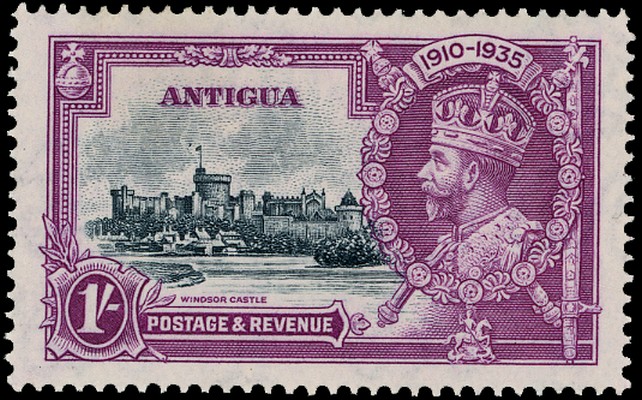 1910-1935
ANTIGUA
WINDSOR CASTLE
1/-
POSTAGE & REVENUE